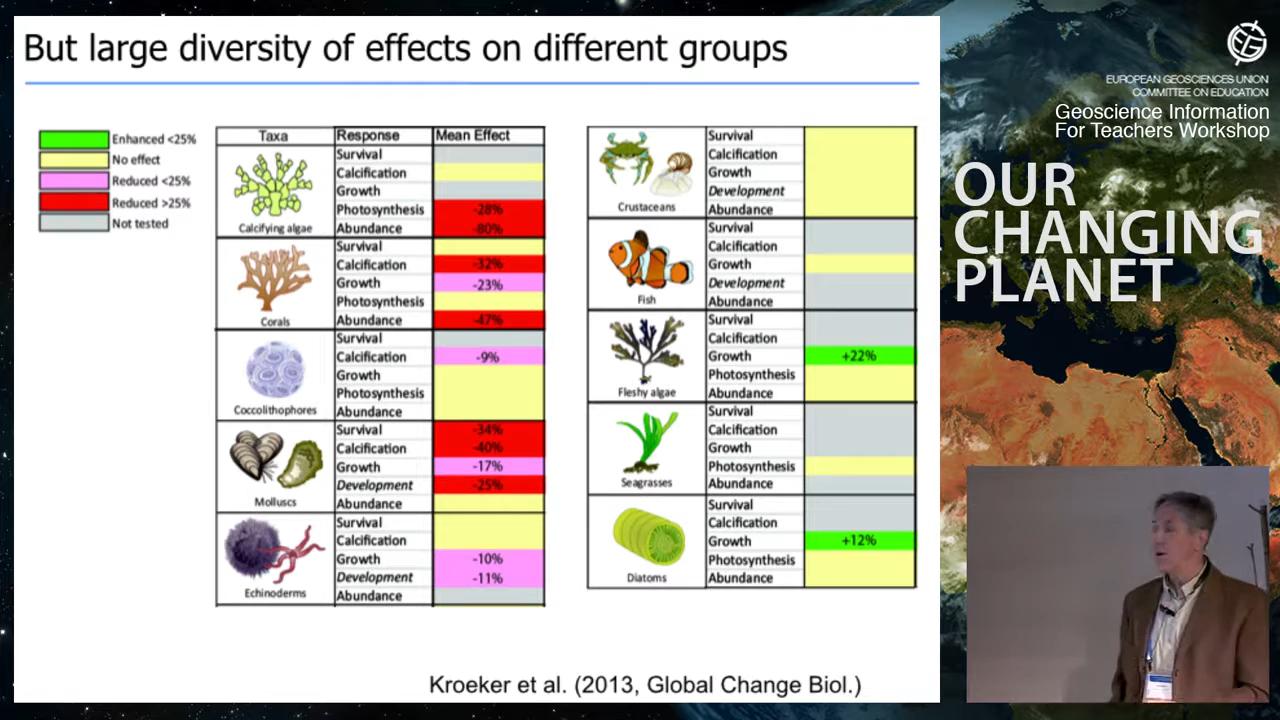 But large diversity of effects on different groups
Enhanced <25%
No effect
Reduced <25%
Reduced >25%
Not tested
Taxa Response Mean Effect
Calcifying algae
Survival
Calcification
Growth
Photosynthesis -28%
Abundance -80%
Corals
Survival
Calcification -32%
Growth -23%
Photosynthesis
Abundance -47%
Coccolithophores
Survival
Calcification -9%
Growth
Photosynthesis
Abundance
Molluscs
Survival -34%
Calcification -40%
Growth -17%
Development -25%
Abundance
Echinoderms
Survival
Calcification
Growth -10%
Development -11%
Abundance
Crustaceans
Survival
Calcification
Growth
Development
Abundance
Fish
Survival
Calcification
Growth
Development
Abundance
Fleshy algae
Survival
Calcification
Growth +22%
Photosynthesis
Abundance
Seagrasses
Survival
Calcification
Growth
Photosynthesis
Abundance
Diatoms
Survival
Calcification
Growth +12%
Photosynthesis
Abundance
Kroeker et al. (2013, Global Change Biol.)
EGU
EUROPEAN GEOSCIENCES UNION
COMMITTEE ON EDUCATION
Geoscience Information
For Teachers Workshop
OUR
CHANGING
PLANET